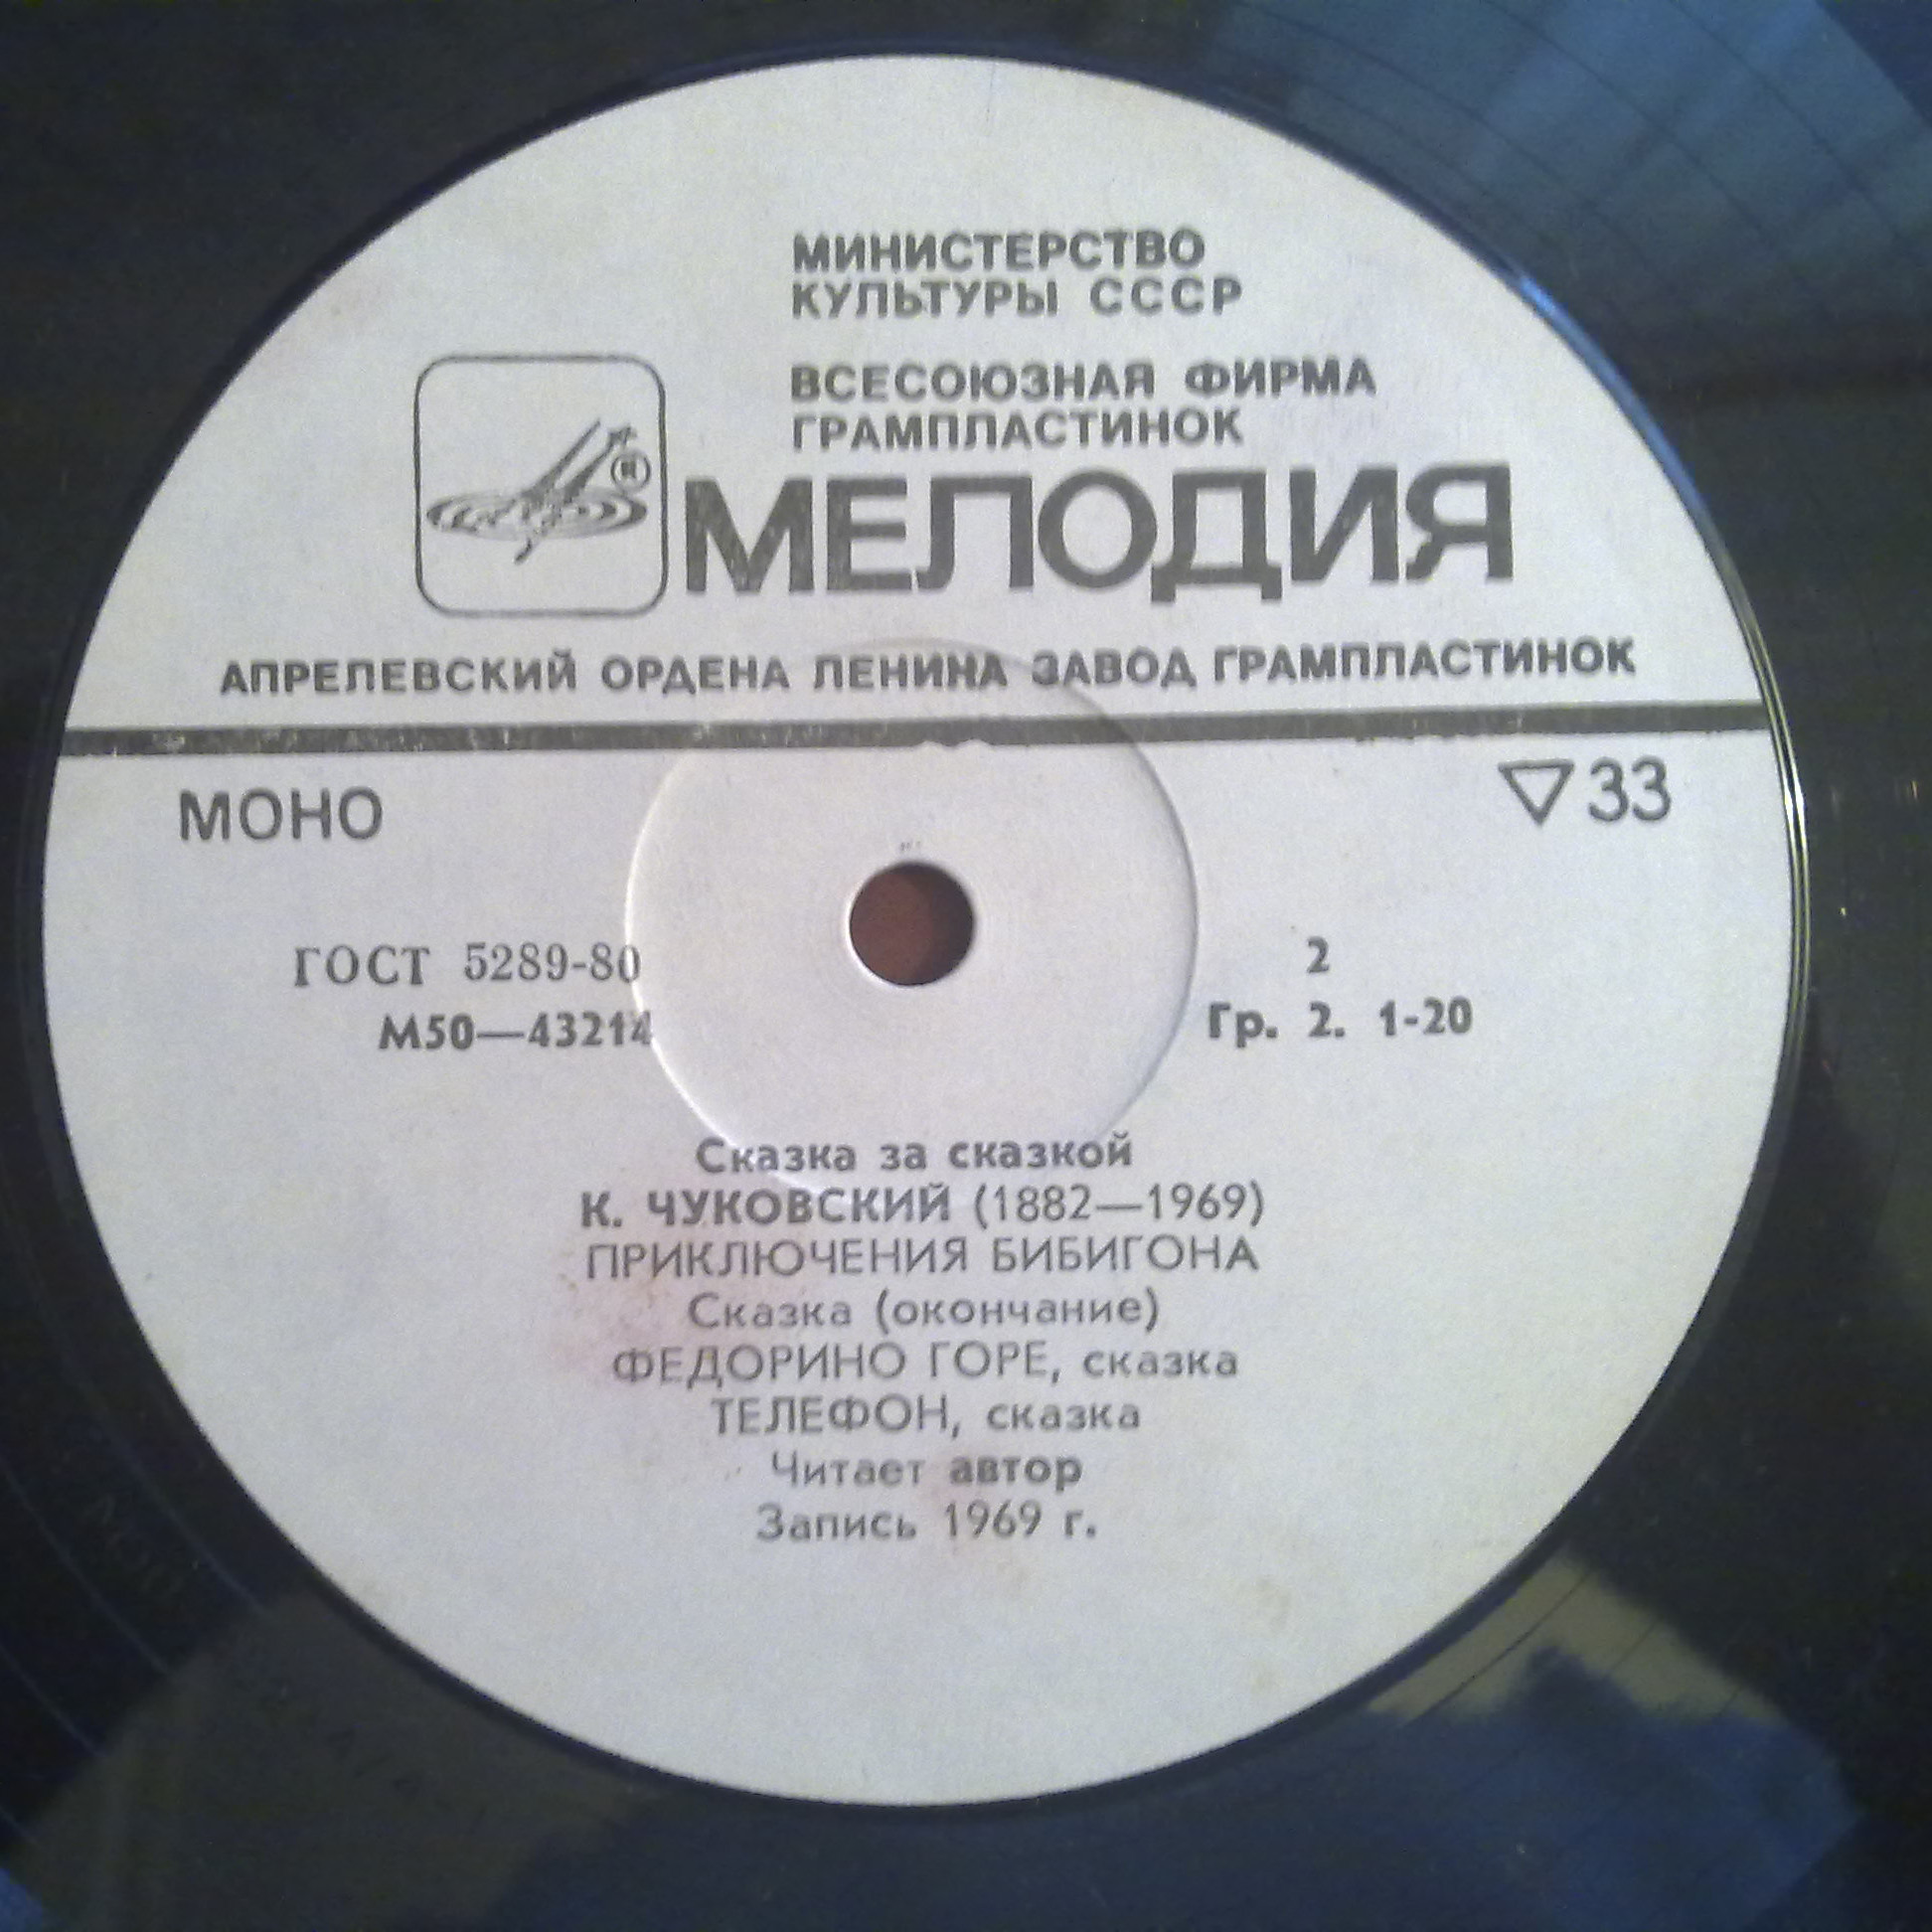 МИНИСТЕРСТВО
КУЛЬТУРЫ СССР
ВСЕСОЮЗНАЯ ФИРМА
ГРАМПЛАСТИНОК
МЕЛОДИЯ
АПРЕЛЕВСКИЙ ОРДЕНА ЛЕНИНА ЗАВОД ГРАМПЛАСТИНОК
МОНО
▽33
ГОСТ 5289-80
2
М50—43214
Гр. 2. 1-20
Сказка за сказкой
К. ЧУКОВСКИЙ (1882—1969)
ПРИКЛЮЧЕНИЯ БИБИГОНА
Сказка (окончание)
ФЕДОРИНО ГОРЕ, сказка
ТЕЛЕФОН, сказка
Читает автор
Запись 1969 г.